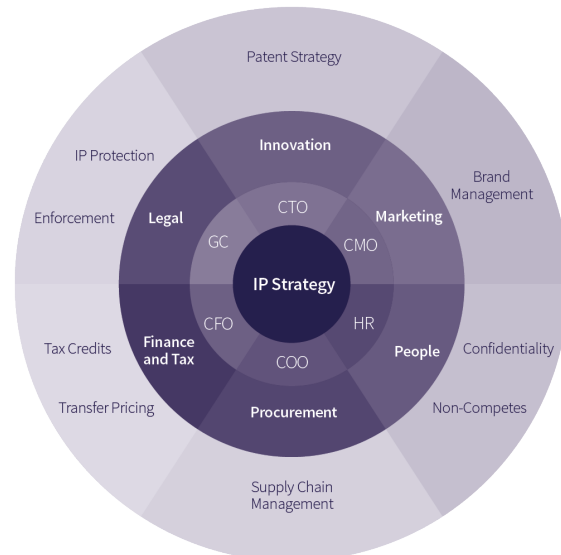 Patent Strategy
Innovation
IP Protection
Brand
Management
CTO
Enforcement
Legal
Marketing
GC
CMO
IP Strategy
CFO
HR
Tax Credits
Finance
and Tax
People
Confidentiality
COO
Transfer Pricing
Procurement
Non-Competes
Supply Chain
Management